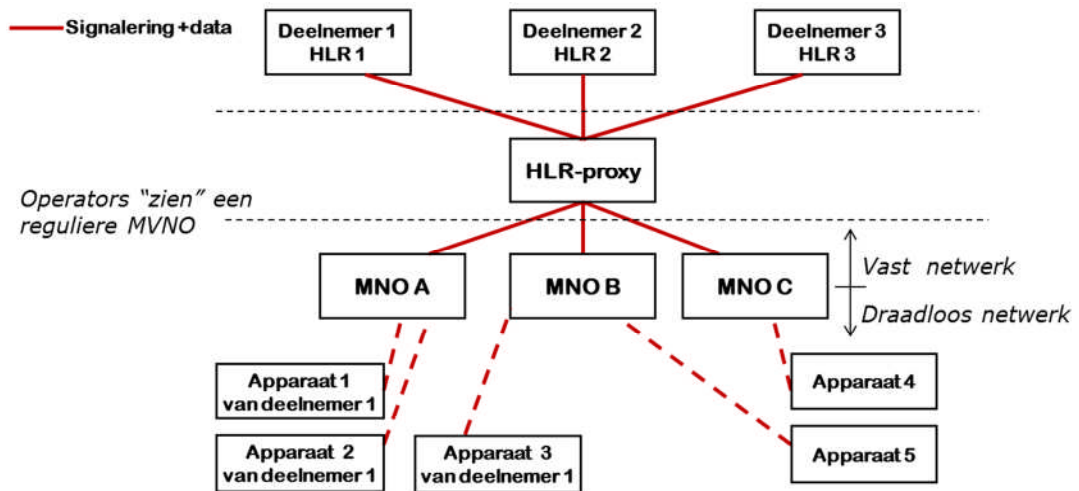 Signalering +data
Deelnemer 1
HLR 1
Deelnemer 2
HLR 2
Deelnemer 3
HLR 3
HLR-proxy
Operators “zien” een
reguliere MVNO
MNO A
MNO B
MNO C
Vast netwerk
Draadloos netwerk
Apparaat 1
van deelnemer 1
Apparaat 4
Apparaat 2
van deelnemer 1
Apparaat 3
van deelnemer 1
Apparaat 5